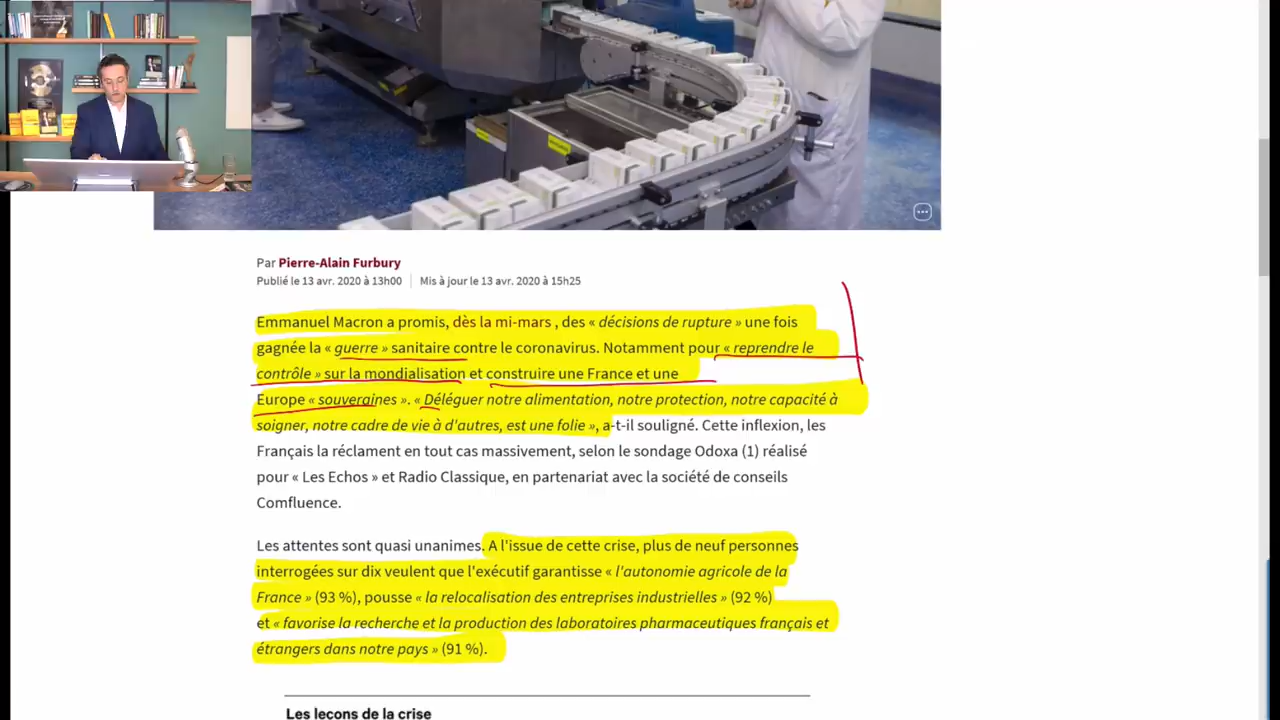 Par Pierre-Alain Furbury
Publié le 13 avr. 2020 à 13h00 | Mis à jour le 13 avr. 2020 à 15h25
Emmanuel Macron a promis, dès la mi-mars , des « décisions de rupture » une fois
gagnée la « guerre » sanitaire contre le coronavirus. Notamment pour « reprendre le
contrôle » sur la mondialisation et construire une France et une
Europe « souveraines ». « Déléguer notre alimentation, notre protection, notre capacité à
soigner, notre cadre de vie à d'autres, est une folie », a-t-il souligné. Cette inflexion, les
Français la réclament en tout cas massivement, selon le sondage Odoxa (1) réalisé
pour « Les Echos » et Radio Classique, en partenariat avec la société de conseils
Comfluence.
Les attentes sont quasi unanimes. A l'issue de cette crise, plus de neuf personnes
interrogées sur dix veulent que l'exécutif garantisse « l'autonomie agricole de la
France » (93 %), pousse « la relocalisation des entreprises industrielles » (92 %)
et « favorise la recherche et la production des laboratoires pharmaceutiques français et
étrangers dans notre pays » (91 %).
Les leçons de la crise